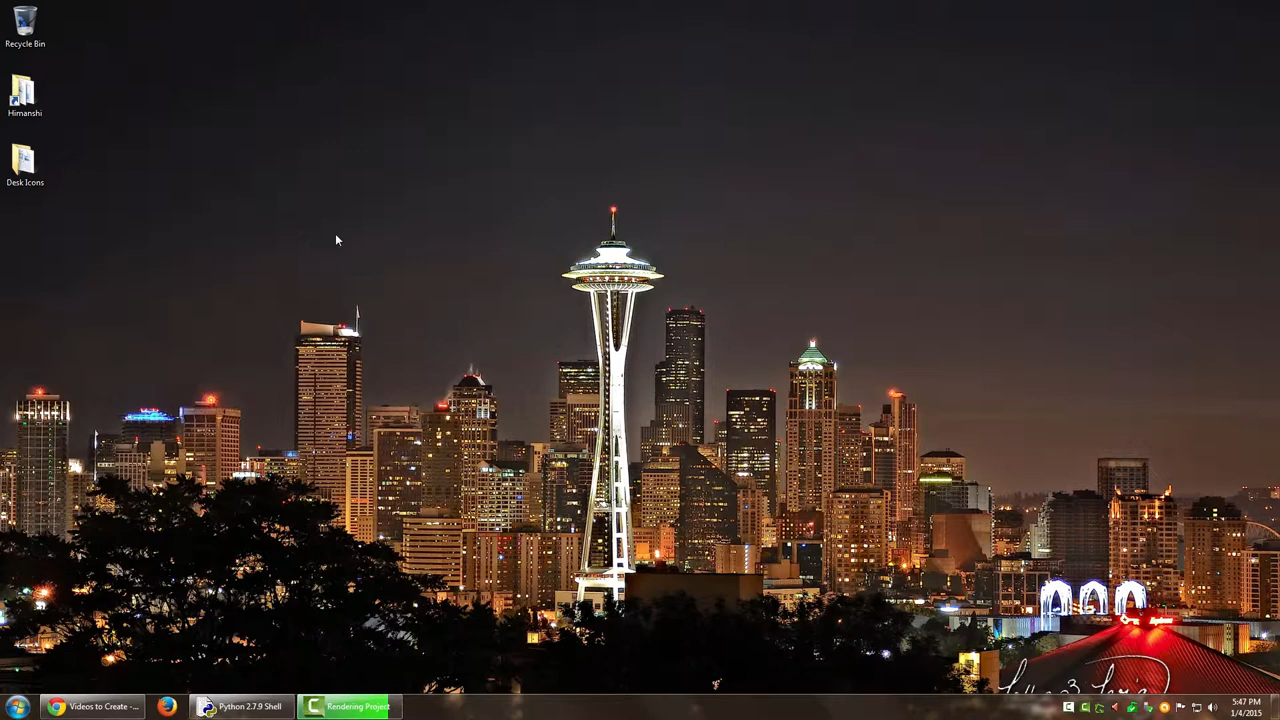 Recycle Bin
Himanshi
Desk Icons
Videos to Create - ...
Python 2.7.9 Shell
Rendering Project
5:47 PM
1/4/2015